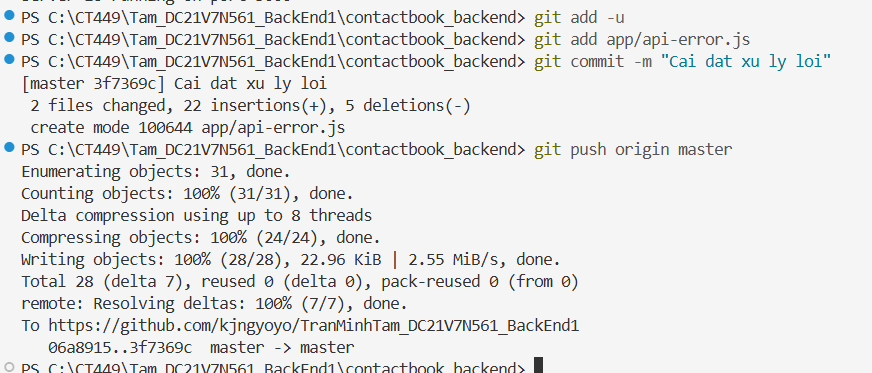 PS C:\CT449\Tam_DC21V7N561_BackEnd1\contactbook_backend> git add -u
PS C:\CT449\Tam_DC21V7N561_BackEnd1\contactbook_backend> git add app/api-error.js
PS C:\CT449\Tam_DC21V7N561_BackEnd1\contactbook_backend> git commit -m "Cai dat xu ly loi"
[master 3f7369c] Cai dat xu ly loi
 2 files changed, 22 insertions(+), 5 deletions(-)
 create mode 100644 app/api-error.js
PS C:\CT449\Tam_DC21V7N561_BackEnd1\contactbook_backend> git push origin master
Enumerating objects: 31, done.
Counting objects: 100% (31/31), done.
Delta compression using up to 8 threads
Compressing objects: 100% (24/24), done.
Writing objects: 100% (28/28), 22.96 KiB | 2.55 MiB/s, done.
Total 28 (delta 7), reused 0 (delta 0), pack-reused 0 (from 0)
remote: Resolving deltas: 100% (7/7), done.
To https://github.com/kjngyoyo/TranMinhTam_DC21V7N561_BackEnd1
   06a8915..3f7369c  master -> master
PS C:\CT449\Tam_DC21V7N561_BackEnd1\contactbook_backend>